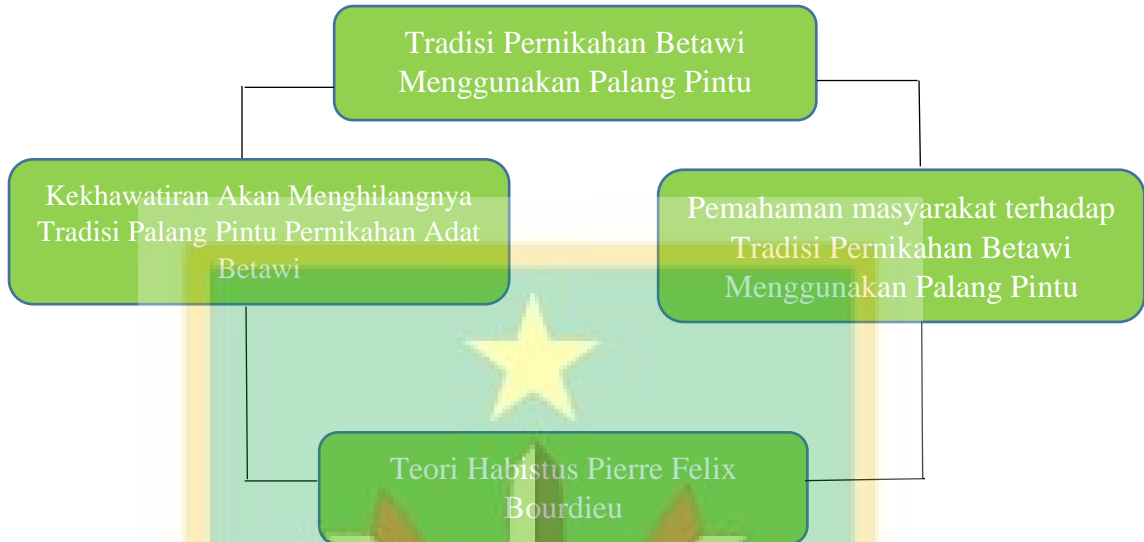 Tradisi Pernikahan Betawi
Menggunakan Palang Pintu
Kekhawatiran Akan Menghilangnya
Tradisi Palang Pintu Pernikahan Adat
Betawi
Pemahaman masyarakat terhadap
Tradisi Pernikahan Betawi
Menggunakan Palang Pintu
Teori Habistus Pierre Felix
Bourdieu